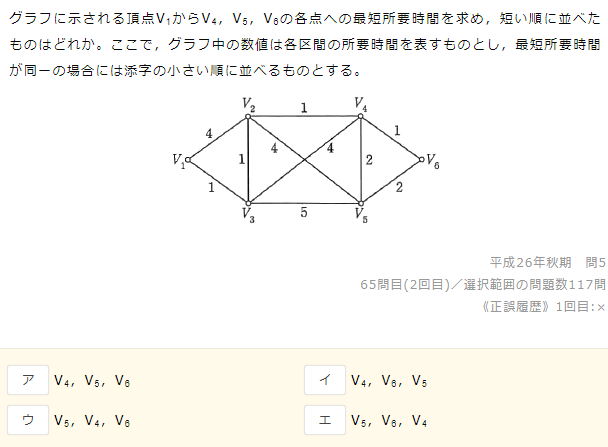 グラフに示される頂点V₁からV₄，V₅，V₆の各点への最短所要時間を求め，短い順に並べた
ものはどれか。ここで，グラフ中の数値は各区間の所要時間を表すものとし，最短所要時間
が同一の場合には添字の小さい順に並べるものとする。
V₂ 1 V₄
4 1
V₁ 1 4 4 2 V₆
1 2
V₃ 5 V₅
平成26年秋期 問5
65問目(2回目)／選択範囲の問題数117問
《正誤履歴》1回目:×
ア V₄，V₅，V₆
イ V₄，V₆，V₅
ウ V₅，V₄，V₆
エ V₅，V₆，V₄